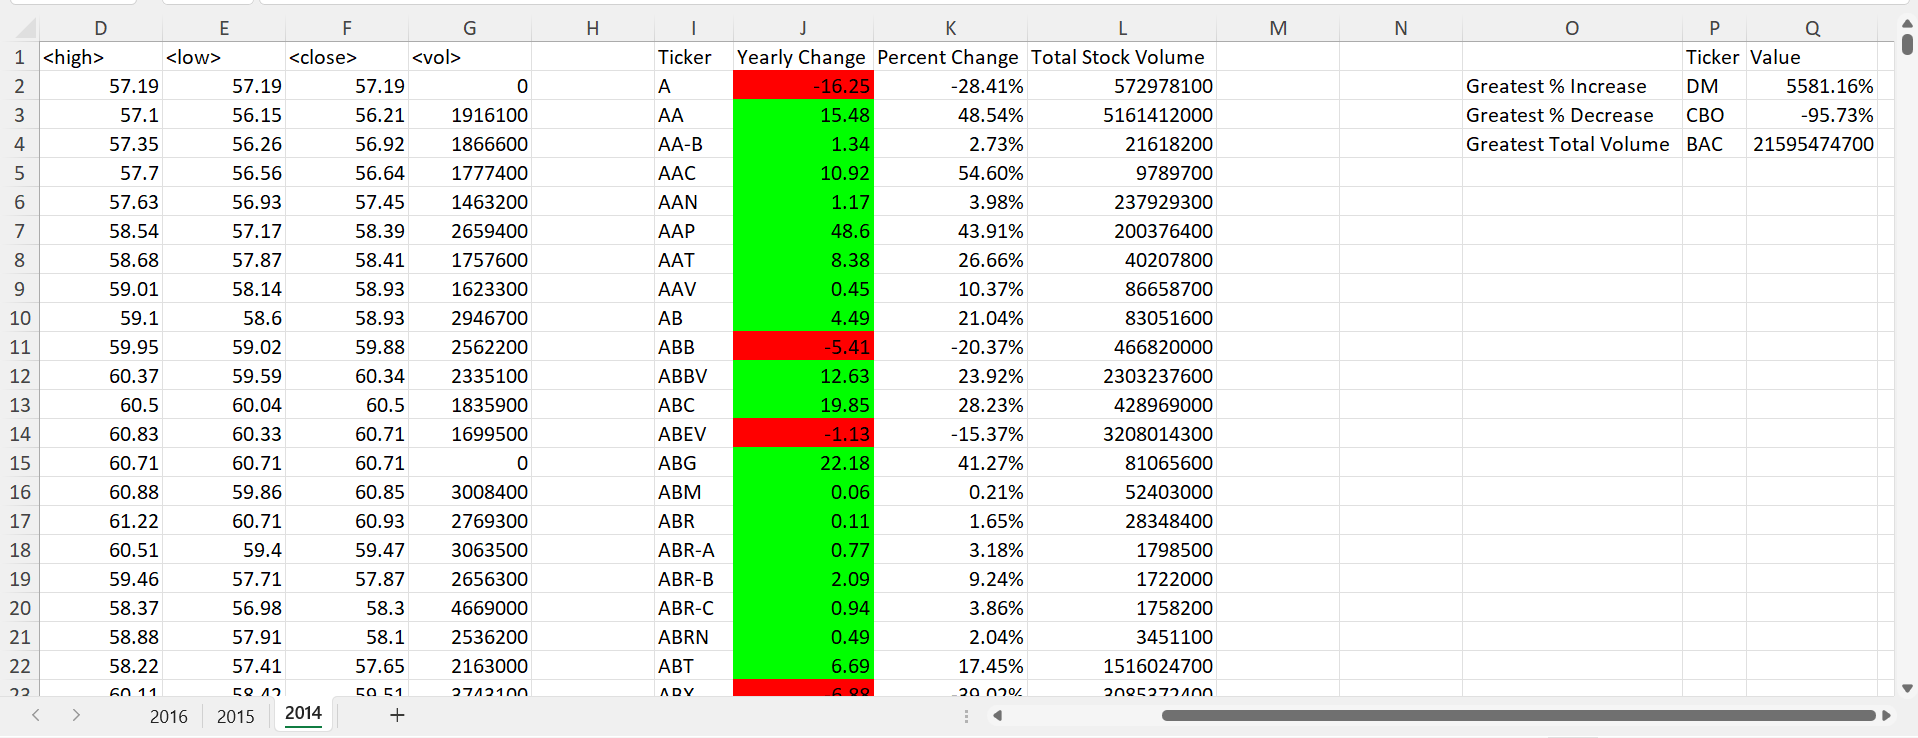 D E F G H I J K L M N O P Q
1 <high> <low> <close> <vol> Ticker Yearly Change Percent Change Total Stock Volume Ticker Value
2 57.19 57.19 57.19 0 A -16.25 -28.41% 572978100 Greatest % Increase DM 5581.16%
3 57.1 56.15 56.21 1916100 AA 15.48 48.54% 5161412000 Greatest % Decrease CBO -95.73%
4 57.35 56.26 56.92 1866600 AA-B 1.34 2.73% 21618200 Greatest Total Volume BAC 21595474700
5 57.7 56.56 56.64 1777400 AAC 10.92 54.60% 9789700
6 57.63 56.93 57.45 1463200 AAN 1.17 3.98% 237929300
7 58.54 57.17 58.39 2659400 AAP 48.6 43.91% 200376400
8 58.68 57.87 58.41 1757600 AAT 8.38 26.66% 40207800
9 59.01 58.14 58.93 1623300 AAV 0.45 10.37% 86658700
10 59.1 58.6 58.93 2946700 AB 4.49 21.04% 83051600
11 59.95 59.02 59.88 2562200 ABB -5.41 -20.37% 466820000
12 60.37 59.59 60.34 2335100 ABBV 12.63 23.92% 2303237600
13 60.5 60.04 60.5 1835900 ABC 19.85 28.23% 428969000
14 60.83 60.33 60.71 1699500 ABEV -1.13 -15.37% 3208014300
15 60.71 60.71 60.71 0 ABG 22.18 41.27% 81065600
16 60.88 59.86 60.85 3008400 ABM 0.06 0.21% 52403000
17 61.22 60.71 60.93 2769300 ABR 0.11 1.65% 28348400
18 60.51 59.4 59.47 3063500 ABR-A 0.77 3.18% 1798500
19 59.46 57.71 57.87 2656300 ABR-B 2.09 9.24% 1722000
20 58.37 56.98 58.3 4669000 ABR-C 0.94 3.86% 1758200
21 58.88 57.91 58.1 2536200 ABRN 0.49 2.04% 3451100
22 58.22 57.41 57.65 2163000 ABT 6.69 17.45% 1516024700
23 60.11 58.42 59.51 3743100 ABX -6.88 -39.02% 3085372400
2016 2015 2014